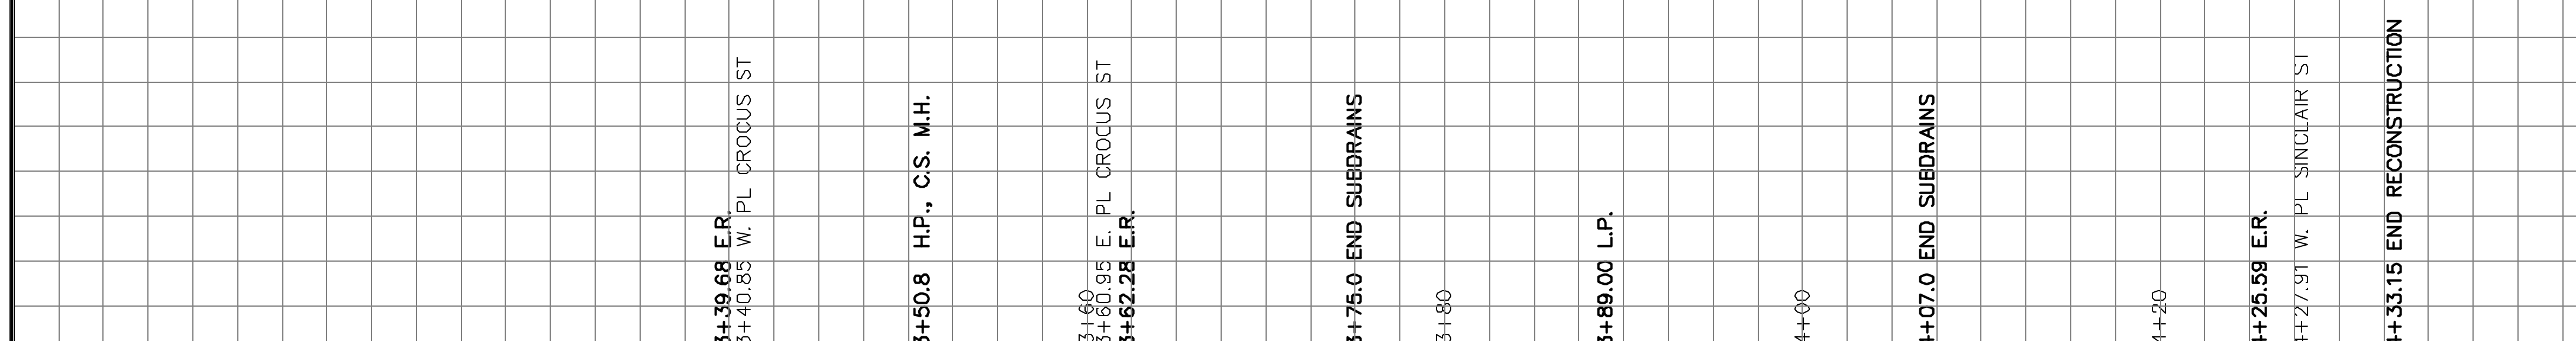 3+39.68 E.R.
3+40.85 W. PL CROCUS ST
3+50.8 H.P., C.S. M.H.
3+60
3+60.95 E. PL CROCUS ST
3+62.28 E.R.
3+75.0 END SUBDRAINS
3+80
3+89.00 L.P.
4+00
4+07.0 END SUBDRAINS
4+20
4+25.59 E.R.
4+27.91 W. PL SINCLAIR ST
4+33.15 END RECONSTRUCTION